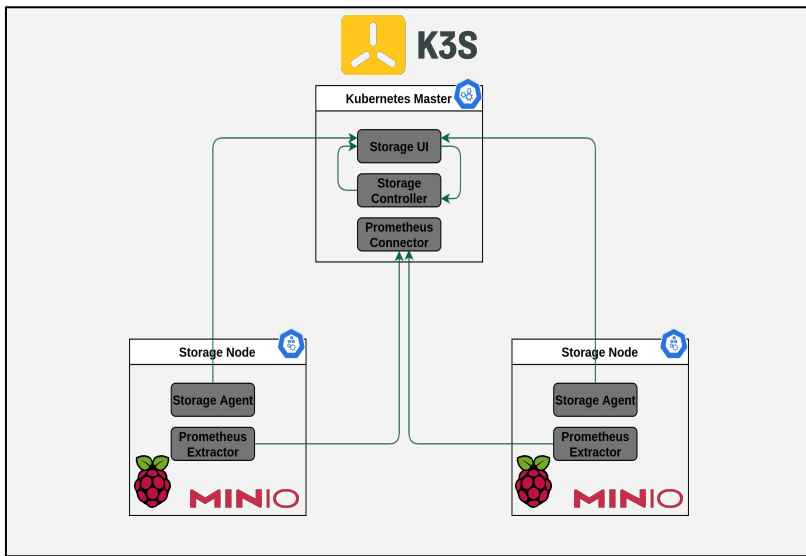 K3S
Kubernetes Master
Storage UI
Storage
Controller
Prometheus
Connector
Storage Node
Storage Agent
Prometheus
Extractor
MINIO
Storage Node
Storage Agent
Prometheus
Extractor
MINIO